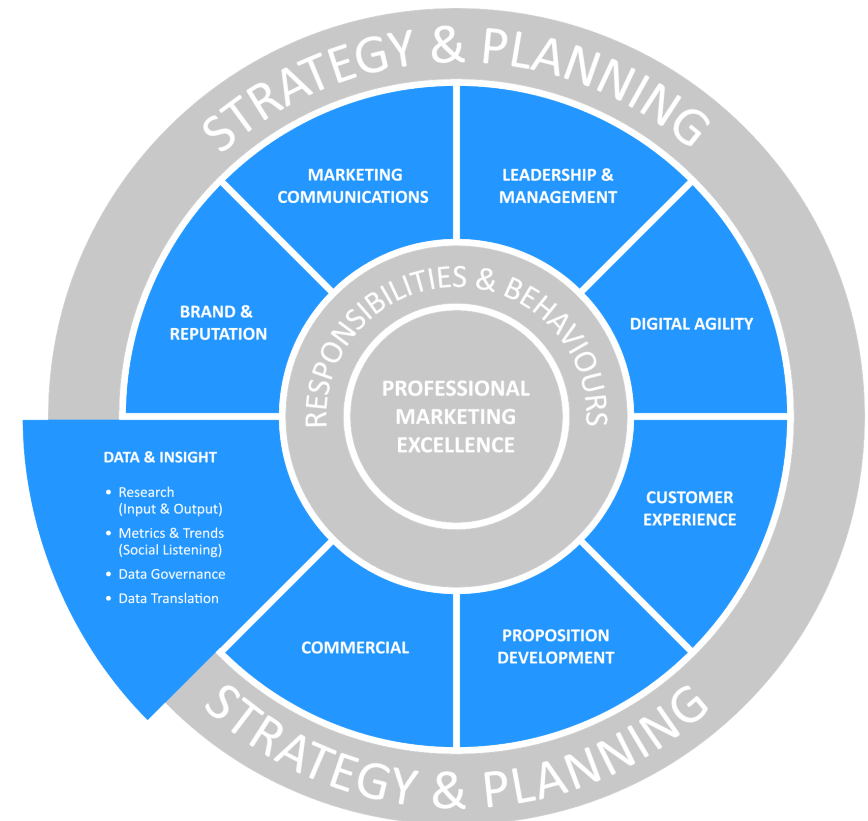 STRATEGY & PLANNING
MARKETING
COMMUNICATIONS
LEADERSHIP &
MANAGEMENT
BRAND &
REPUTATION
RESPONSIBILITIES & BEHAVIOURS
DIGITAL AGILITY
PROFESSIONAL
MARKETING
EXCELLENCE
DATA & INSIGHT
• Research
(Input & Output)
• Metrics & Trends
(Social Listening)
• Data Governance
• Data Translation
CUSTOMER
EXPERIENCE
COMMERCIAL
PROPOSITION
DEVELOPMENT
STRATEGY & PLANNING